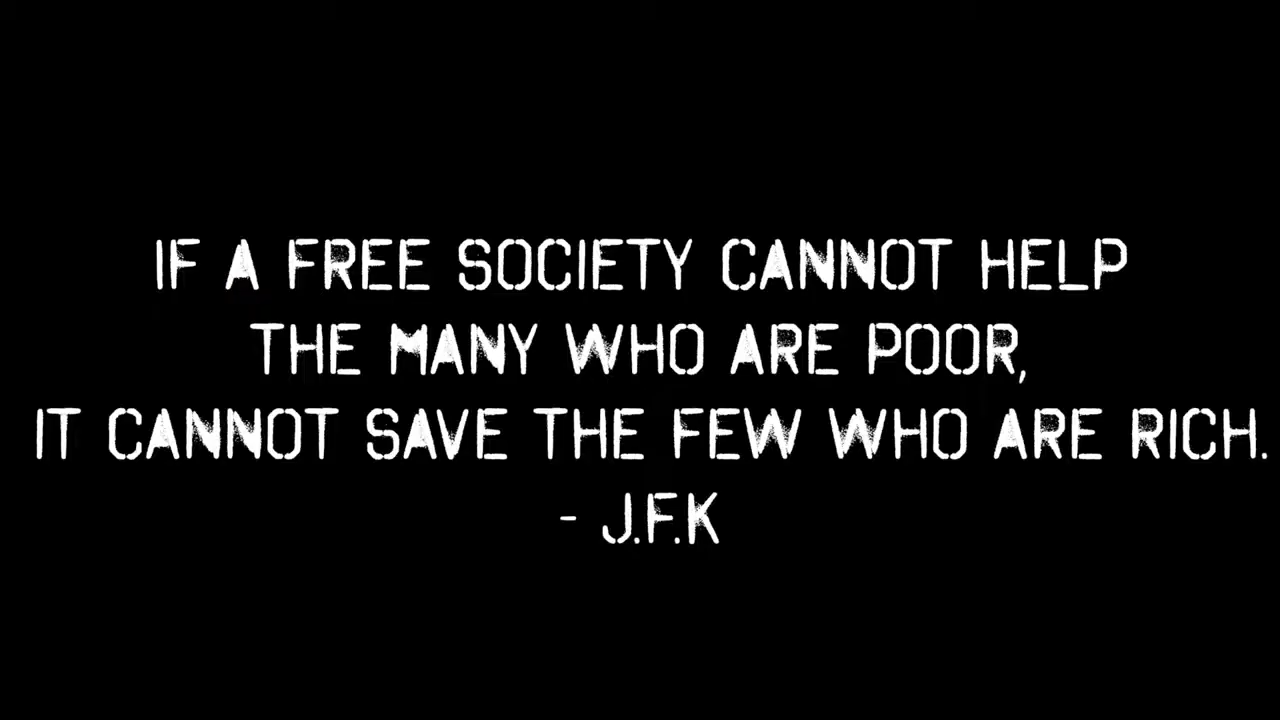 IF A FREE SOCIETY CANNOT HELP
THE MANY WHO ARE POOR,
IT CANNOT SAVE THE FEW WHO ARE RICH.
- J.F.K